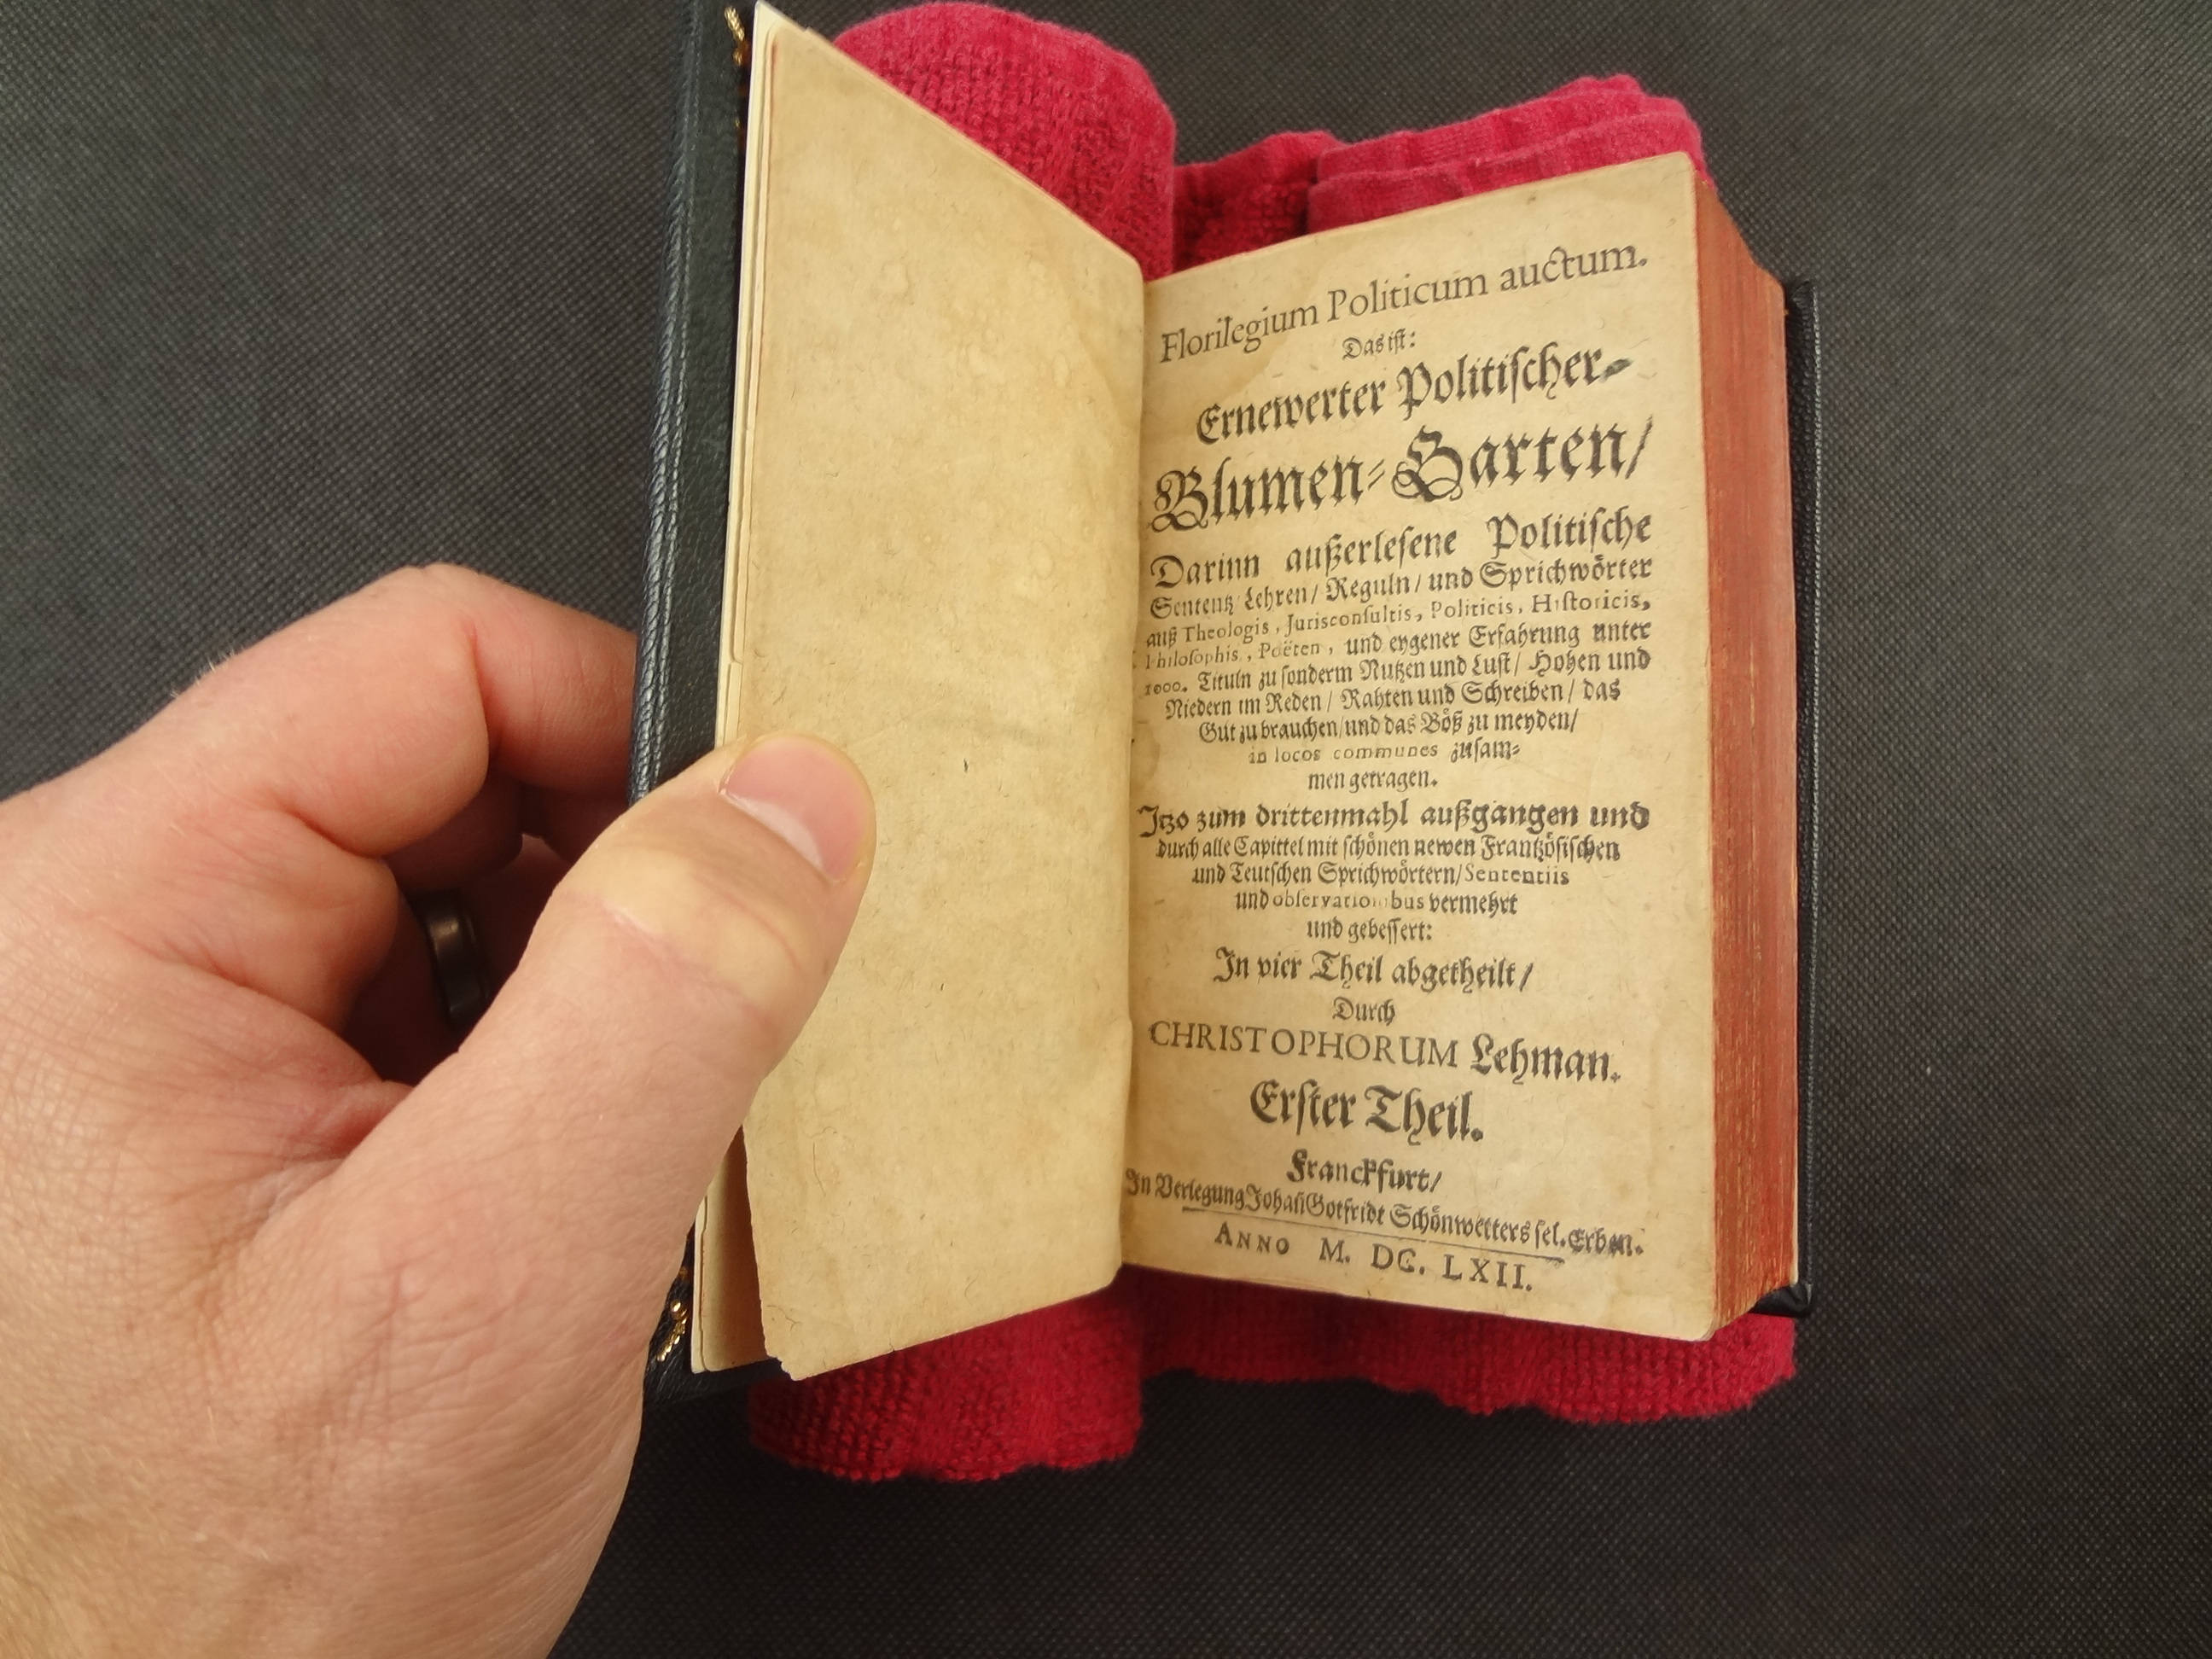 Florilegium Politicum auctum.
Das iſt:
Ernewerter Politiſcher-
Blumen-Garten/
Darinn außerleſene Politiſche
Sententz Lehren/ Reguln/ und Sprichwörter
auß Theologis, Jurisconſultis, Politicis, Hiſtoricis,
Philoſophis, Poëten, und eygener Erfahrung unter
1000. Tituln zu ſonderm Nutzen und Luſt/ Hohen und
Niedern im Reden/ Rahten und Schreiben/ das
Gut zu brauchen/und das Böß zu meyden/
in locos communes zuſam-
men getragen.
Jtzo zum drittenmahl außgangen und
durch alle Capittel mit ſchönen newen Frantzöſiſchen
und Teutſchen Sprichwörtern/Sententiis
und obſervationibus vermehrt
und gebeſſert:
In vier Theil abgetheilt/
Durch
CHRISTOPHORUM Lehman.
Erſter Theil.
Franckfurt/
In Verlegung Johañ Gotfridt Schönwetters ſel. Erben.
ANNO M. DC. LXII.